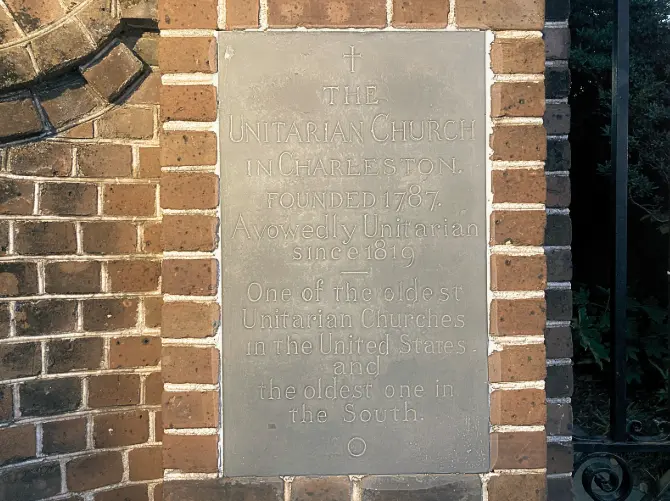 THE
UNITARIAN CHURCH
IN CHARLESTON.
FOUNDED 1787.
Avowedly Unitarian
since 1819
One of the oldest
Unitarian Churches
in the United States
and
the oldest one in
the South.